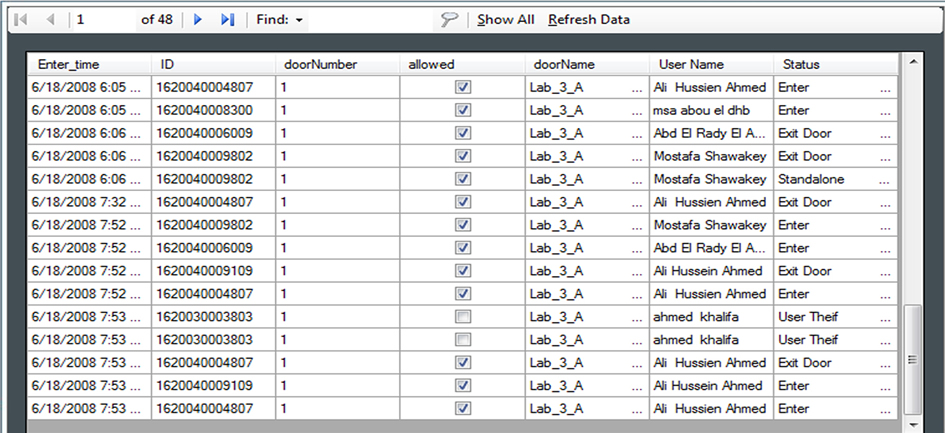 1 of 48 Find: Show All Refresh Data
Enter_time ID doorNumber allowed doorName User Name Status
6/18/2008 6:05 ... 1620040004807 1 Lab_3_A ... Ali Hussien Ahmed Enter ...
6/18/2008 6:05 ... 1620040008300 1 Lab_3_A ... msa abou el dhb Enter ...
6/18/2008 6:06 ... 1620040006009 1 Lab_3_A ... Abd El Rady El A... Exit Door ...
6/18/2008 6:06 ... 1620040009802 1 Lab_3_A ... Mostafa Shawakey Exit Door ...
6/18/2008 6:06 ... 1620040009802 1 Lab_3_A ... Mostafa Shawakey Standalone ...
6/18/2008 7:32 ... 1620040004807 1 Lab_3_A ... Ali Hussien Ahmed Exit Door ...
6/18/2008 7:52 ... 1620040009802 1 Lab_3_A ... Mostafa Shawakey Enter ...
6/18/2008 7:52 ... 1620040006009 1 Lab_3_A ... Abd El Rady El A... Enter ...
6/18/2008 7:52 ... 1620040009109 1 Lab_3_A ... Ali Hussein Ahmed Exit Door ...
6/18/2008 7:52 ... 1620040004807 1 Lab_3_A ... Ali Hussien Ahmed Enter ...
6/18/2008 7:53 ... 1620030003803 1 Lab_3_A ... ahmed khalifa User Theif ...
6/18/2008 7:53 ... 1620030003803 1 Lab_3_A ... ahmed khalifa User Theif ...
6/18/2008 7:53 ... 1620040004807 1 Lab_3_A ... Ali Hussien Ahmed Exit Door ...
6/18/2008 7:53 ... 1620040009109 1 Lab_3_A ... Ali Hussein Ahmed Enter ...
6/18/2008 7:53 ... 1620040004807 1 Lab_3_A ... Ali Hussien Ahmed Enter ...